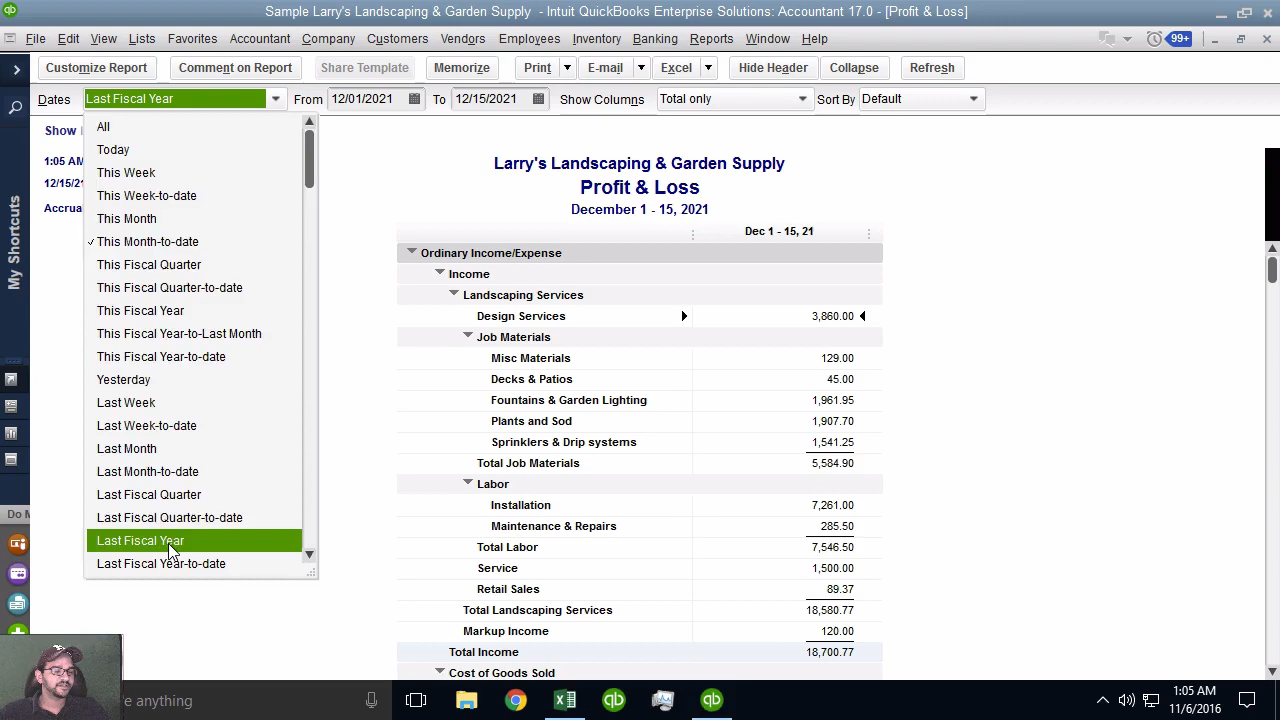 Sample Larry's Landscaping & Garden Supply - Intuit QuickBooks Enterprise Solutions: Accountant 17.0 - [Profit & Loss]
File Edit View Lists Favorites Accountant Company Customers Vendors Employees Inventory Banking Reports Window Help 99+
Customize Report Comment on Report Share Template Memorize Print E-mail Excel Hide Header Collapse Refresh
Dates Last Fiscal Year From 12/01/2021 To 12/15/2021 Show Columns Total only Sort By Default
Show
1:05 AM
12/15/21
Accrua
My Shortcuts
Do M
All
Today
This Week
This Week-to-date
This Month
This Month-to-date
This Fiscal Quarter
This Fiscal Quarter-to-date
This Fiscal Year
This Fiscal Year-to-Last Month
This Fiscal Year-to-date
Yesterday
Last Week
Last Week-to-date
Last Month
Last Month-to-date
Last Fiscal Quarter
Last Fiscal Quarter-to-date
Last Fiscal Year
Last Fiscal Year-to-date
Larry's Landscaping & Garden Supply
Profit & Loss
December 1 - 15, 2021
Dec 1 - 15, 21
Ordinary Income/Expense
Income
Landscaping Services
Design Services 3,860.00
Job Materials
Misc Materials 129.00
Decks & Patios 45.00
Fountains & Garden Lighting 1,961.95
Plants and Sod 1,907.70
Sprinklers & Drip systems 1,541.25
Total Job Materials 5,584.90
Labor
Installation 7,261.00
Maintenance & Repairs 285.50
Total Labor 7,546.50
Service 1,500.00
Retail Sales 89.37
Total Landscaping Services 18,580.77
Markup Income 120.00
Total Income 18,700.77
Cost of Goods Sold
e anything
1:05 AM
11/6/2016